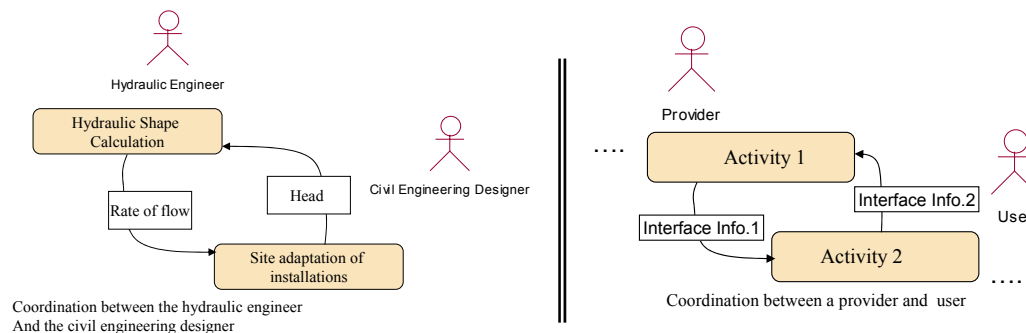 Hydraulic Engineer
Hydraulic Shape
Calculation
Civil Engineering Designer
Rate of flow
Head
Site adaptation of
installations
Coordination between the hydraulic engineer
And the civil engineering designer
Provider
....
Activity 1
Interface Info.1
Interface Info.2
Use
Activity 2
....
Coordination between a provider and user